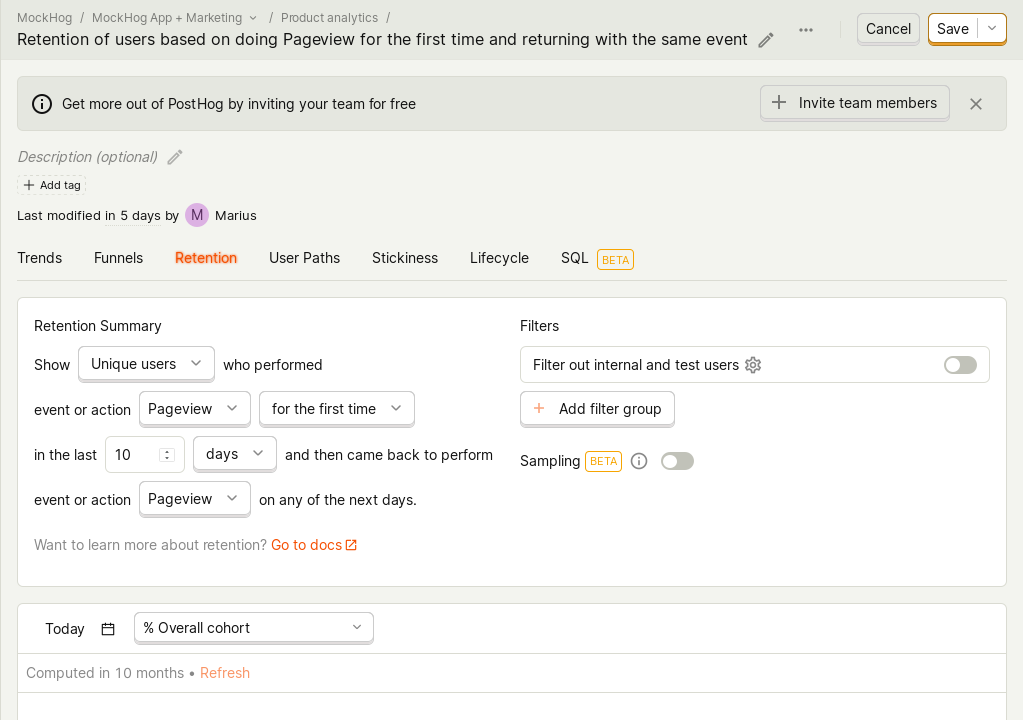 MockHog / MockHog App + Marketing / Product analytics /
Retention of users based on doing Pageview for the first time and returning with the same event
Cancel
Save
Get more out of PostHog by inviting your team for free
Invite team members
Description (optional)
Add tag
Last modified in 5 days by M Marius
Trends Funnels Retention User Paths Stickiness Lifecycle SQL BETA
Retention Summary
Show Unique users who performed
event or action Pageview for the first time
in the last 10 days and then came back to perform
event or action Pageview on any of the next days.
Want to learn more about retention? Go to docs
Filters
Filter out internal and test users
Add filter group
Sampling BETA
Today % Overall cohort
Computed in 10 months • Refresh